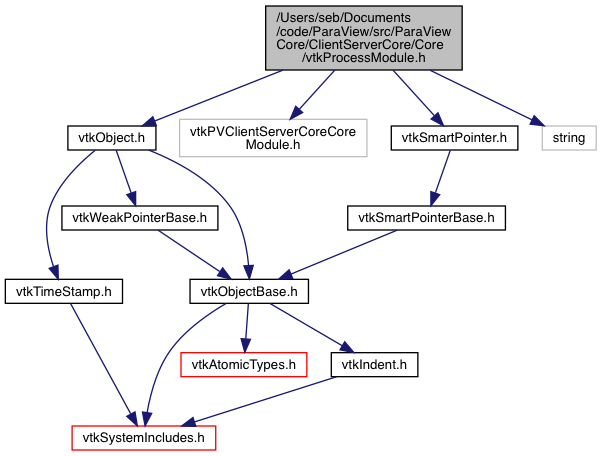 /Users/seb/Documents
/code/ParaView/src/ParaView
Core/ClientServerCore/Core
/vtkProcessModule.h
vtkObject.h
vtkPVClientServerCoreCore
Module.h
vtkSmartPointer.h
string
vtkWeakPointerBase.h
vtkSmartPointerBase.h
vtkTimeStamp.h
vtkObjectBase.h
vtkAtomicTypes.h
vtkIndent.h
vtkSystemIncludes.h